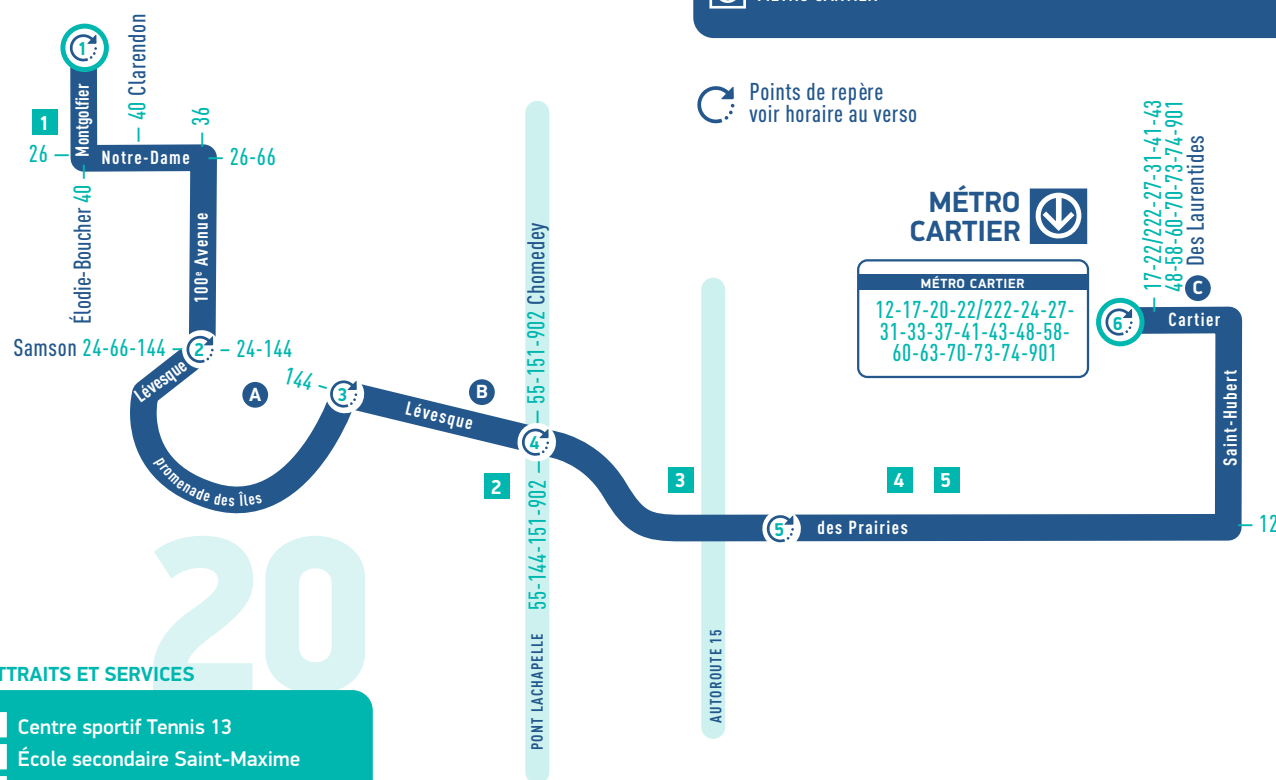 1
Montgolfier
1
26
40 Clarendon
36
Notre-Dame
26-66
Élodie-Boucher 40
100e Avenue
Samson 24-66-144
2
24-144
Lévesque
A
promenade des Îles
144
3
Lévesque
B
55-151-902 Chomedey
4
2
55-144-151-902
PONT LACHAPELLE
3
AUTOROUTE 15
5
des Prairies
4
5
12
Saint-Hubert
Cartier
C
6
17-22/222-27-31-41-43
48-58-60-70-73-74-901
Des Laurentides
Points de repère
voir horaire au verso
MÉTRO
CARTIER
MÉTRO CARTIER
12-17-20-22/222-24-27-
31-33-37-41-43-48-58-
60-63-70-73-74-901
20
TTRAITS ET SERVICES
Centre sportif Tennis 13
École secondaire Saint-Maxime